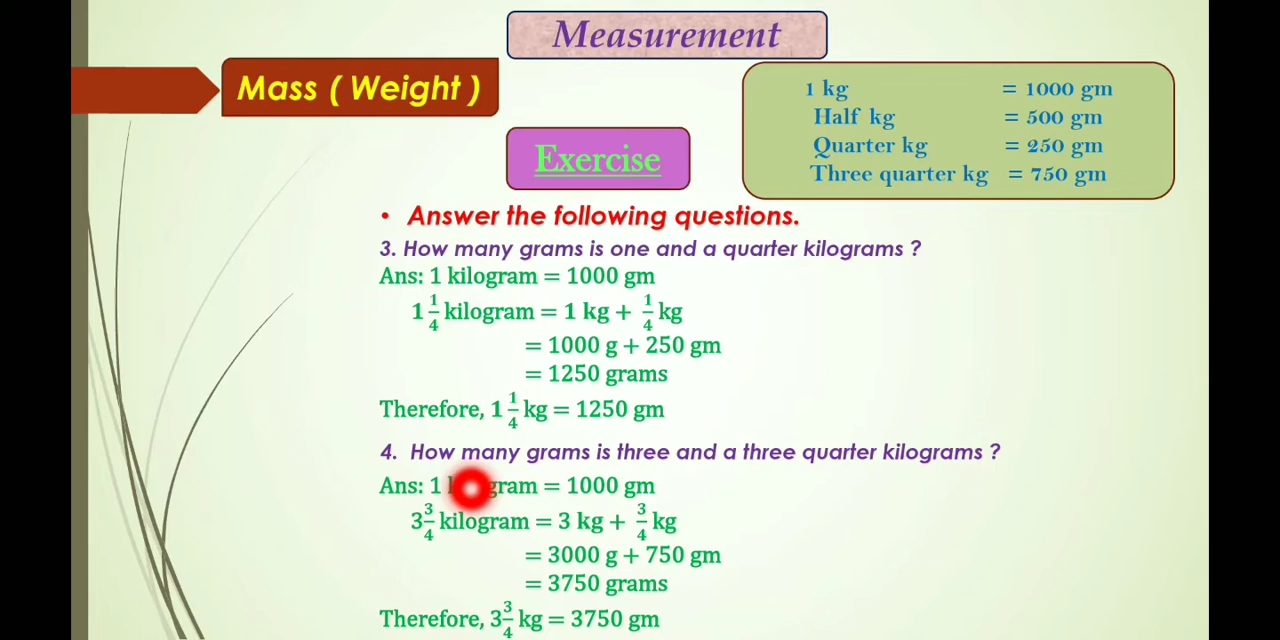 Measurement
Mass ( Weight )
1 kg = 1000 gm
Half kg = 500 gm
Quarter kg = 250 gm
Three quarter kg = 750 gm
Exercise
• Answer the following questions.
3. How many grams is one and a quarter kilograms ?
Ans: 1 kilogram = 1000 gm
1 1/4 kilogram = 1 kg + 1/4 kg
= 1000 g + 250 gm
= 1250 grams
Therefore, 1 1/4 kg = 1250 gm
4. How many grams is three and a three quarter kilograms ?
Ans: 1 kilogram = 1000 gm
3 3/4 kilogram = 3 kg + 3/4 kg
= 3000 g + 750 gm
= 3750 grams
Therefore, 3 3/4 kg = 3750 gm